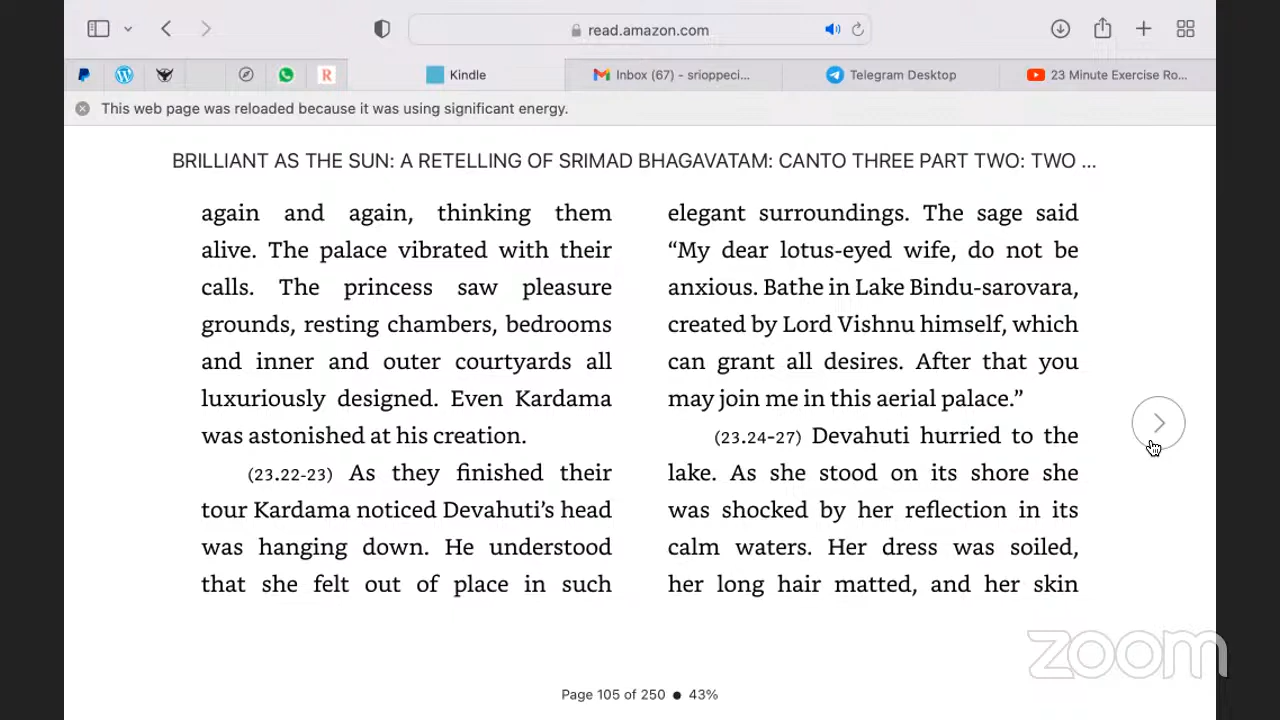 read.amazon.com
Kindle
Inbox (67) - srioppeci...
Telegram Desktop
23 Minute Exercise Ro...
This web page was reloaded because it was using significant energy.
BRILLIANT AS THE SUN: A RETELLING OF SRIMAD BHAGAVATAM: CANTO THREE PART TWO: TWO ...
again and again, thinking them
alive. The palace vibrated with their
calls. The princess saw pleasure
grounds, resting chambers, bedrooms
and inner and outer courtyards all
luxuriously designed. Even Kardama
was astonished at his creation.
(23.22-23) As they finished their
tour Kardama noticed Devahuti’s head
was hanging down. He understood
that she felt out of place in such
elegant surroundings. The sage said
“My dear lotus-eyed wife, do not be
anxious. Bathe in Lake Bindu-sarovara,
created by Lord Vishnu himself, which
can grant all desires. After that you
may join me in this aerial palace.”
(23.24-27) Devahuti hurried to the
lake. As she stood on its shore she
was shocked by her reflection in its
calm waters. Her dress was soiled,
her long hair matted, and her skin
zoom
Page 105 of 250 ● 43%